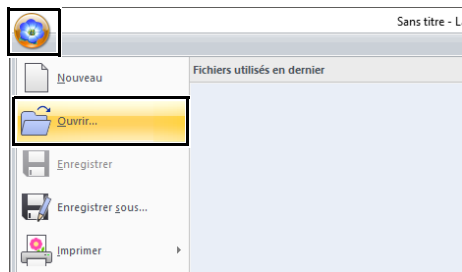 Sans titre - L
Fichiers utilisés en dernier
Nouveau
Ouvrir...
Enregistrer
Enregistrer sous...
Imprimer